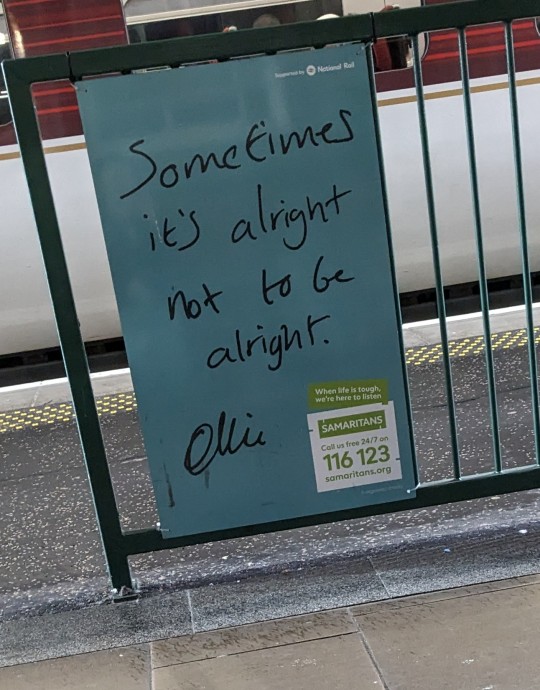 Supported by National Rail
Sometimes
it's alright
not to be
alright.
Ollie
When life is tough,
we're here to listen
SAMARITANS
Call us free 24/7 on
116 123
samaritans.org